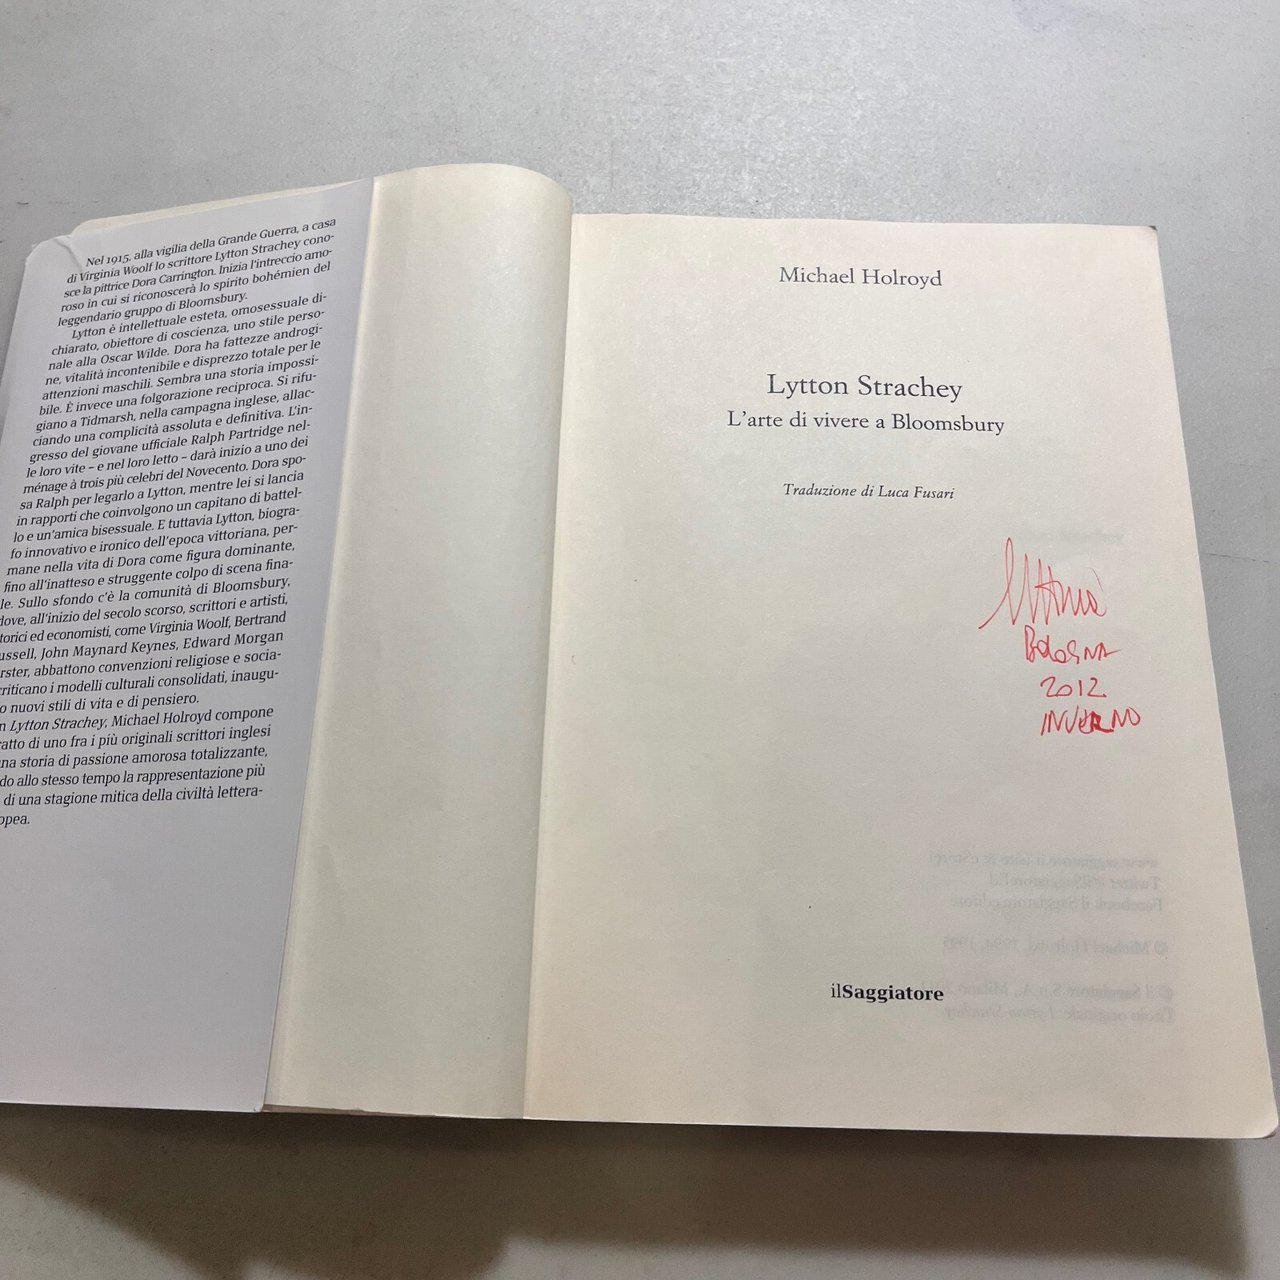 Nel 1915, alla vigilia della Grande Guerra, a casa
di Virginia Woolf lo scrittore Lytton Strachey cono-
sce la pittrice Dora Carrington. Inizia l'intreccio amo-
roso in cui si riconoscerà lo spirito bohémien del
leggendario gruppo di Bloomsbury.
Lytton è intellettuale esteta, omosessuale di-
chiarato, obiettore di coscienza, uno stile perso-
nale alla Oscar Wilde. Dora ha fattezze androgi-
ne, vitalità incontenibile e disprezzo totale per le
attenzioni maschili. Sembra una storia impossi-
bile. È invece una folgorazione reciproca. Si rifu-
giano a Tidmarsh, nella campagna inglese, allac-
ciando una complicità assoluta e definitiva. L'in-
gresso del giovane ufficiale Ralph Partridge nel-
le loro vite – e nel loro letto – darà inizio a uno dei
ménage à trois più celebri del Novecento. Dora spo-
sa Ralph per legarlo a Lytton, mentre lei si lancia
in rapporti che coinvolgono un capitano di battel-
lo e un'amica bisessuale. E tuttavia Lytton, biogra-
fo innovativo e ironico dell'epoca vittoriana, per-
mane nella vita di Dora come figura dominante,
fino all'inatteso e struggente colpo di scena fina-
le. Sullo sfondo c'è la comunità di Bloomsbury,
dove, all'inizio del secolo scorso, scrittori e artisti,
torici ed economisti, come Virginia Woolf, Bertrand
ussell, John Maynard Keynes, Edward Morgan
rster, abbattono convenzioni religiose e socia-
criticano i modelli culturali consolidati, inaugu-
o nuovi stili di vita e di pensiero.
n Lytton Strachey, Michael Holroyd compone
ratto di uno fra i più originali scrittori inglesi
na storia di passione amorosa totalizzante,
do allo stesso tempo la rappresentazione più
di una stagione mitica della civiltà lettera-
opea.
Michael Holroyd
Lytton Strachey
L'arte di vivere a Bloomsbury
Traduzione di Luca Fusari
BOLOGNA
2012
INVERNO
ilSaggiatore